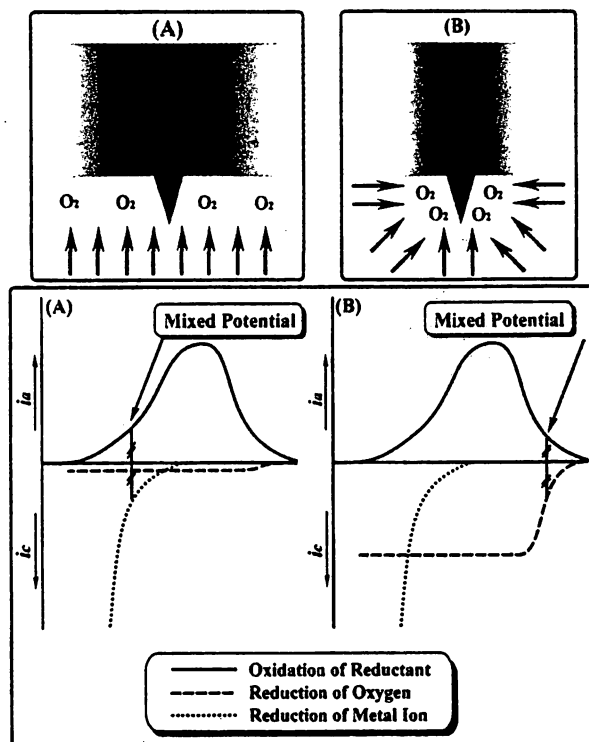 (A)
(B)
O₂ O₂ O₂ O₂
O₂ O₂
O₂ O₂
(A)
Mixed Potential
ia
ic
(B)
Mixed Potential
ia
ic
Oxidation of Reductant
Reduction of Oxygen
Reduction of Metal Ion